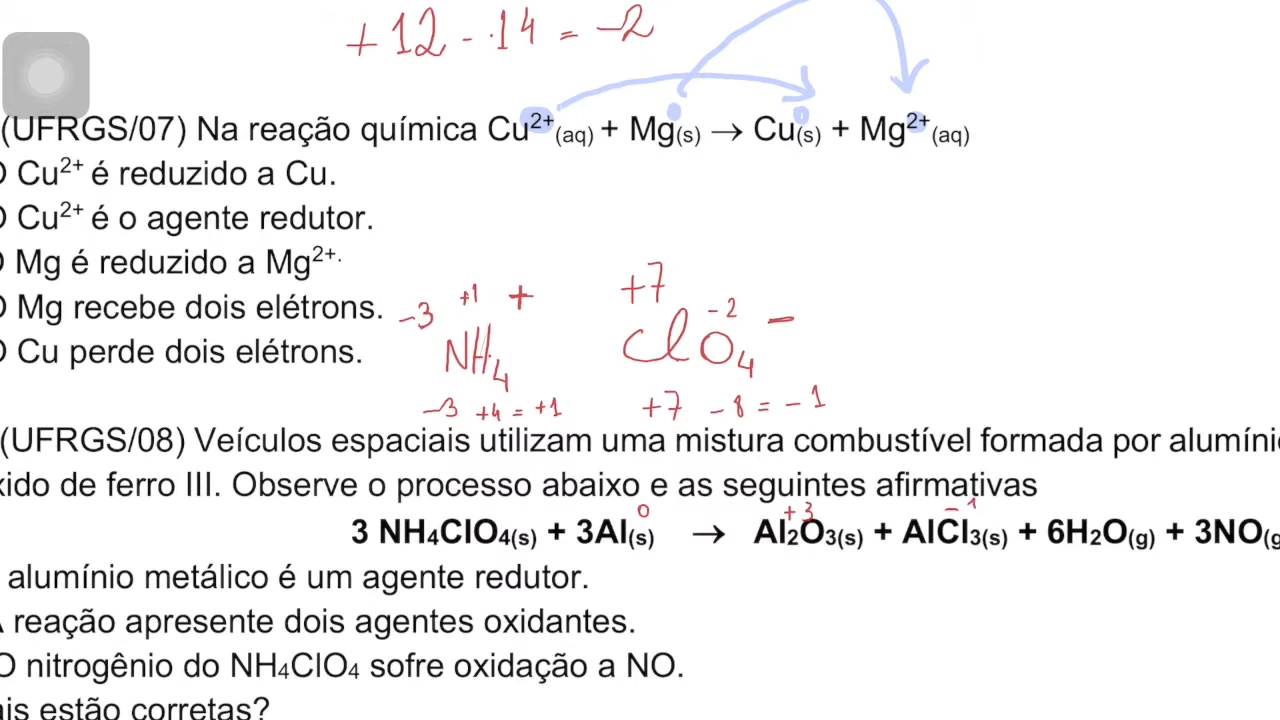 +12 - 14 = -2
(UFRGS/07) Na reação química Cu²⁺(aq) + Mg(s) → Cu(s) + Mg²⁺(aq)
) Cu²⁺ é reduzido a Cu.
) Cu²⁺ é o agente redutor.
) Mg é reduzido a Mg²⁺.
) Mg recebe dois elétrons.
) Cu perde dois elétrons.
-3 +1 +
NH₄
-3 +4 = +1
+7 -2 -
ClO₄
+7 -8 = -1
(UFRGS/08) Veículos espaciais utilizam uma mistura combustível formada por alumíni
xido de ferro III. Observe o processo abaixo e as seguintes afirmativas
0 +3 -1
3 NH₄ClO₄(s) + 3Al(s) → Al₂O₃(s) + AlCl₃(s) + 6H₂O(g) + 3NO(g
alumínio metálico é um agente redutor.
A reação apresente dois agentes oxidantes.
O nitrogênio do NH₄ClO₄ sofre oxidação a NO.
ais estão corretas?